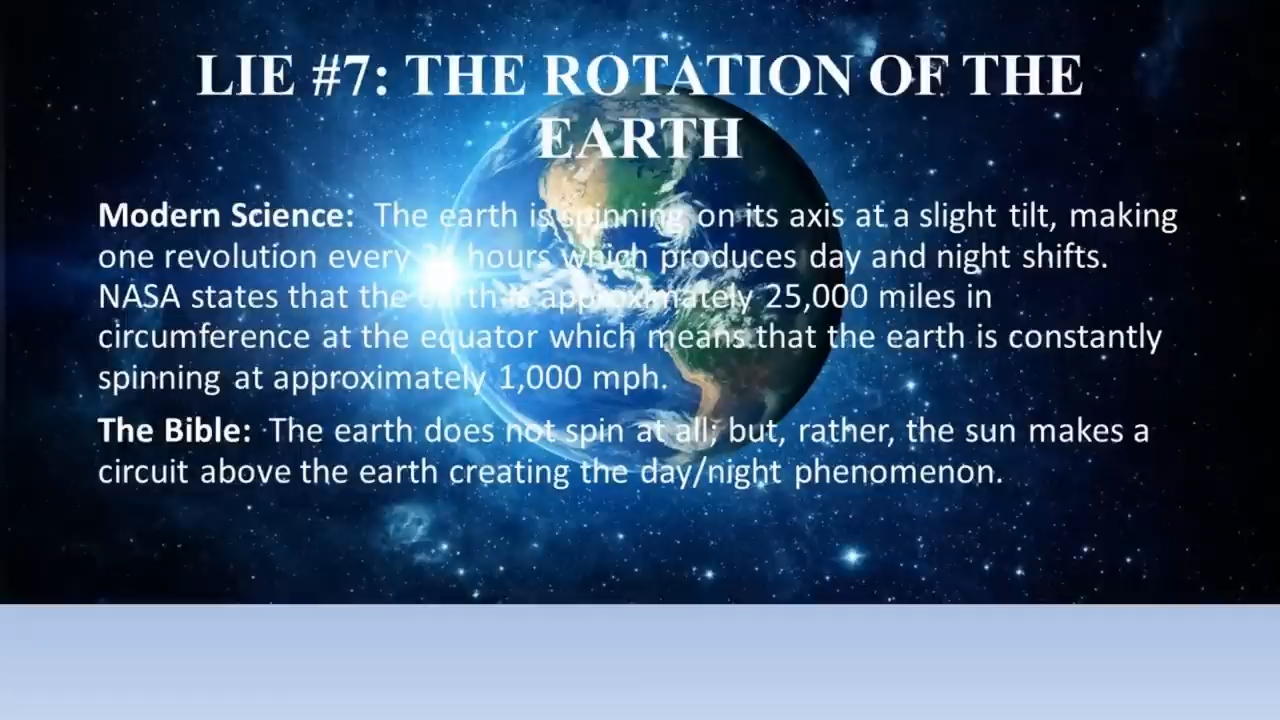 LIE #7: THE ROTATION OF THE
EARTH
Modern Science: The earth is spinning on its axis at a slight tilt, making
one revolution every 24 hours which produces day and night shifts.
NASA states that the earth is approximately 25,000 miles in
circumference at the equator which means that the earth is constantly
spinning at approximately 1,000 mph.
The Bible: The earth does not spin at all; but, rather, the sun makes a
circuit above the earth creating the day/night phenomenon.